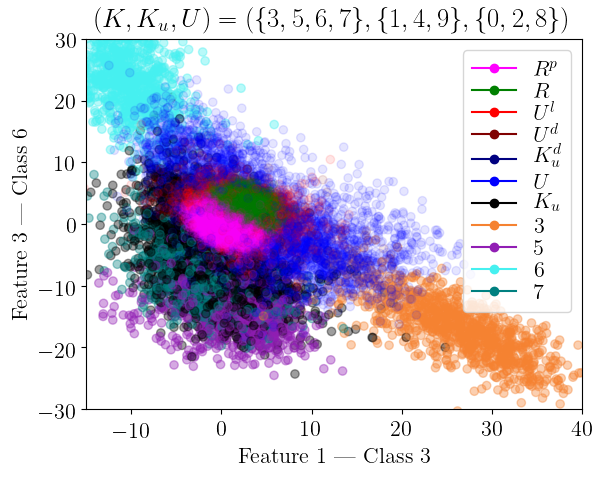 (K, K_u, U) = ({3, 5, 6, 7}, {1, 4, 9}, {0, 2, 8})
30
20
10
0
−10
−20
−30
Feature 3 — Class 6
R^p
R
U^l
U^d
K_u^d
U
K_u
3
5
6
7
−10
0
10
20
30
40
Feature 1 — Class 3